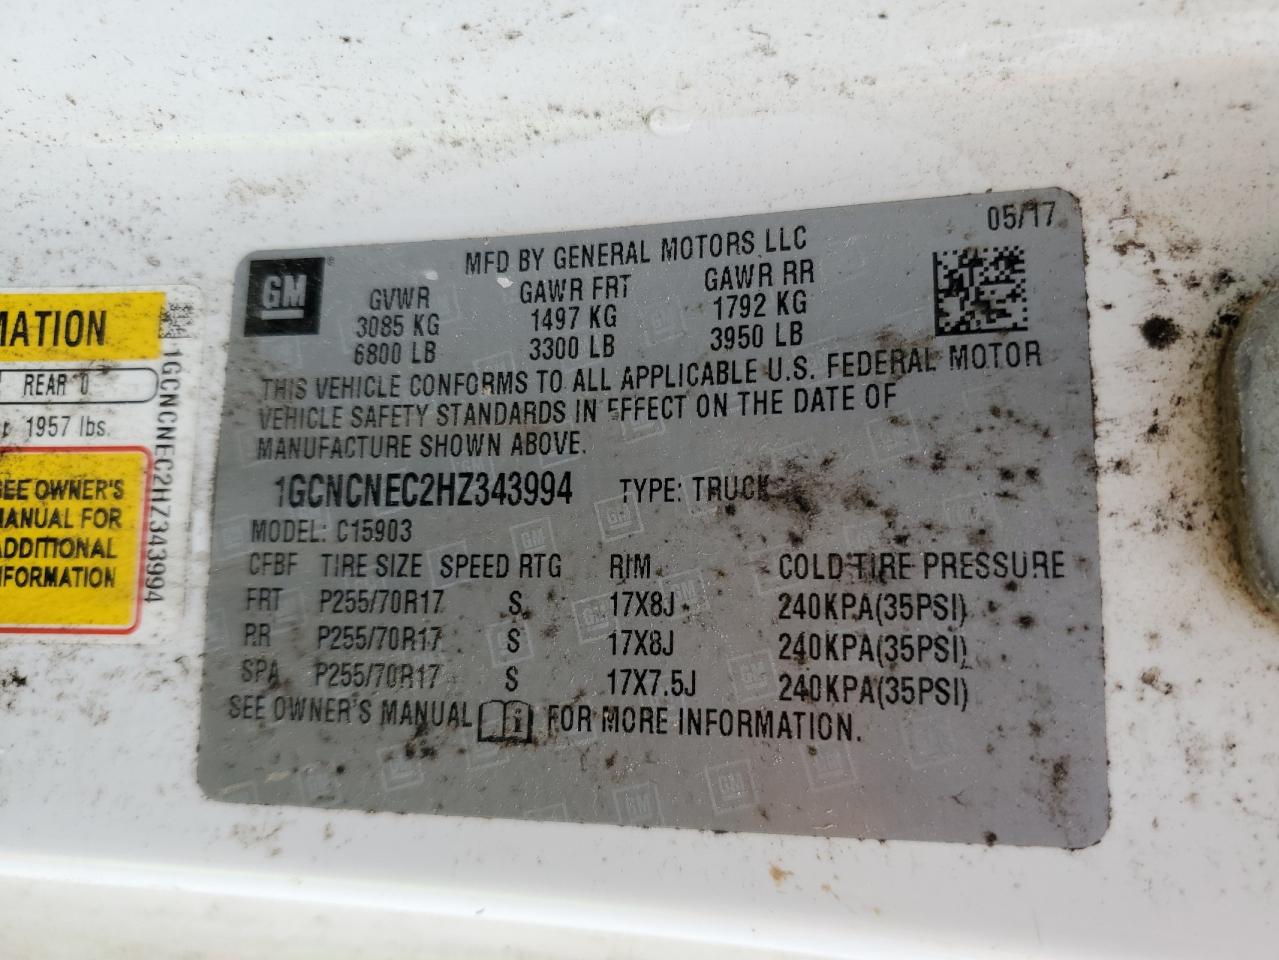 05/17
MFD BY GENERAL MOTORS LLC
GM
GVWR GAWR FRT GAWR RR
3085 KG 1497 KG 1792 KG
6800 LB 3300 LB 3950 LB
THIS VEHICLE CONFORMS TO ALL APPLICABLE U.S. FEDERAL MOTOR
VEHICLE SAFETY STANDARDS IN EFFECT ON THE DATE OF
MANUFACTURE SHOWN ABOVE.
1GCNCNEC2HZ343994 TYPE: TRUCK
MODEL: C15903
CFBF TIRE SIZE SPEED RTG RIM COLD TIRE PRESSURE
FRT P255/70R17 S 17X8J 240KPA(35PSI)
RR P255/70R17 S 17X8J 240KPA(35PSI)
SPA P255/70R17 S 17X7.5J 240KPA(35PSI)
SEE OWNER'S MANUAL FOR MORE INFORMATION.
MATION
REAR 0
1957 lbs.
SEE OWNER'S
MANUAL FOR
ADDITIONAL
INFORMATION
1GCNCNEC2HZ343994